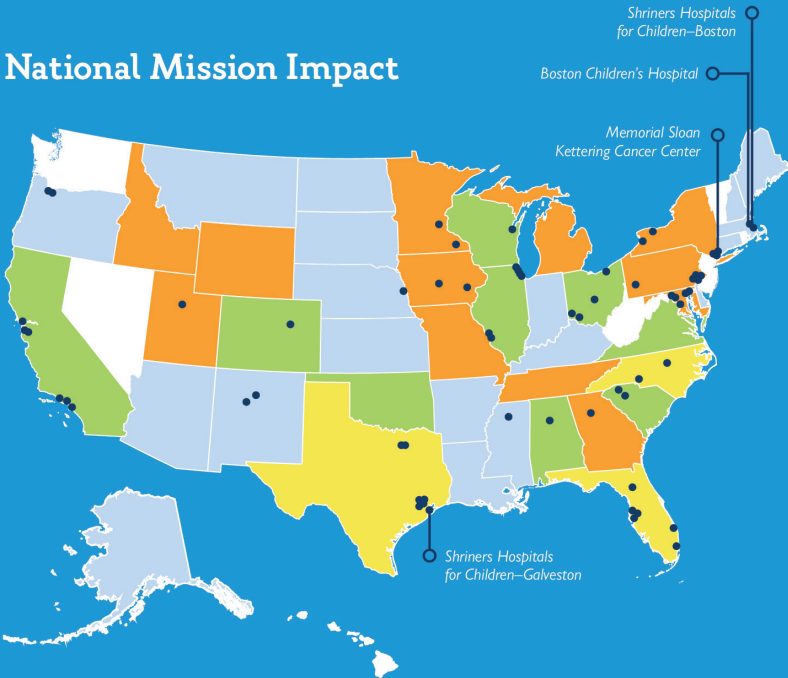 Shriners Hospitals
for Children–Boston
National Mission Impact
Boston Children's Hospital
Memorial Sloan
Kettering Cancer Center
Shriners Hospitals
for Children–Galveston